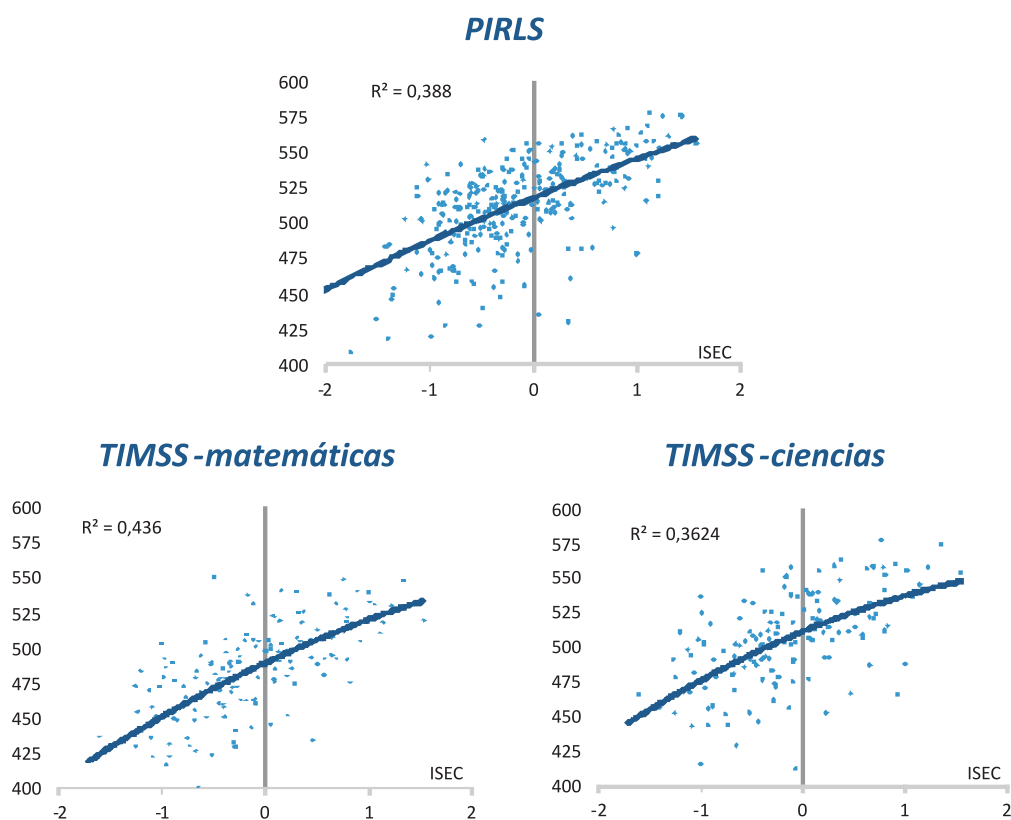 PIRLS
R² = 0,388
600
575
550
525
500
475
450
425
400
ISEC
-2 -1 0 1 2
TIMSS -matemáticas
R² = 0,436
600
575
550
525
500
475
450
425
400
ISEC
-2 -1 0 1 2
TIMSS -ciencias
R² = 0,3624
600
575
550
525
500
475
450
425
400
ISEC
-2 -1 0 1 2